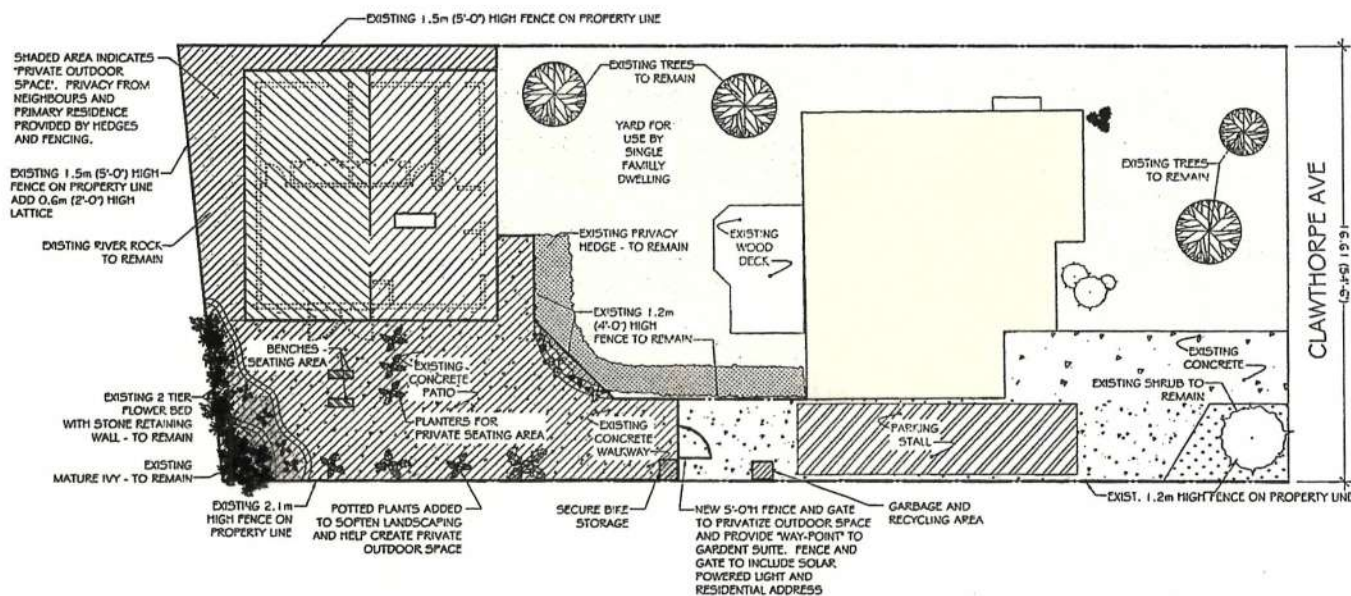 EXISTING 1.5m (5'-0") HIGH FENCE ON PROPERTY LINE
SHADED AREA INDICATES
"PRIVATE OUTDOOR
SPACE". PRIVACY FROM
NEIGHBOURS AND
PRIMARY RESIDENCE
PROVIDED BY HEDGES
AND FENCING.
EXISTING 1.5m (5'-0") HIGH
FENCE ON PROPERTY LINE
ADD 0.6m (2'-0") HIGH
LATTICE
EXISTING RIVER ROCK
TO REMAIN
EXISTING TREES
TO REMAIN
YARD FOR
USE BY
SINGLE
FAMILLY
DWELLING
EXISTING PRIVACY
HEDGE - TO REMAIN
EXISTING
WOOD
DECK
EXISTING 1.2m
(4'-0") HIGH
FENCE TO REMAIN
EXISTING TREES
TO REMAIN
CLAWTHORPE AVE
EXISTING
CONCRETE
EXISTING SHRUB TO
REMAIN
BENCHES -
SEATING AREA
EXISTING
CONCRETE
PATIO
PLANTERS FOR
PRIVATE SEATING AREA
EXISTING
CONCRETE
WALKWAY
PARKING
STALL
EXISTING 2 TIER
FLOWER BED
WITH STONE RETAINING
WALL - TO REMAIN
EXISTING
MATURE IVY - TO REMAIN
EXISTING 2.1m
HIGH FENCE ON
PROPERTY LINE
POTTED PLANTS ADDED
TO SOFTEN LANDSCAPING
AND HELP CREATE PRIVATE
OUTDOOR SPACE
SECURE BIKE
STORAGE
NEW 5'-0"H FENCE AND GATE
TO PRIVATIZE OUTDOOR SPACE
AND PROVIDE "WAY-POINT" TO
GARDENT SUITE. FENCE AND
GATE TO INCLUDE SOLAR
POWERED LIGHT AND
RESIDENTIAL ADDRESS
GARBAGE AND
RECYCLING AREA
EXIST. 1.2m HIGH FENCE ON PROPERTY LINE